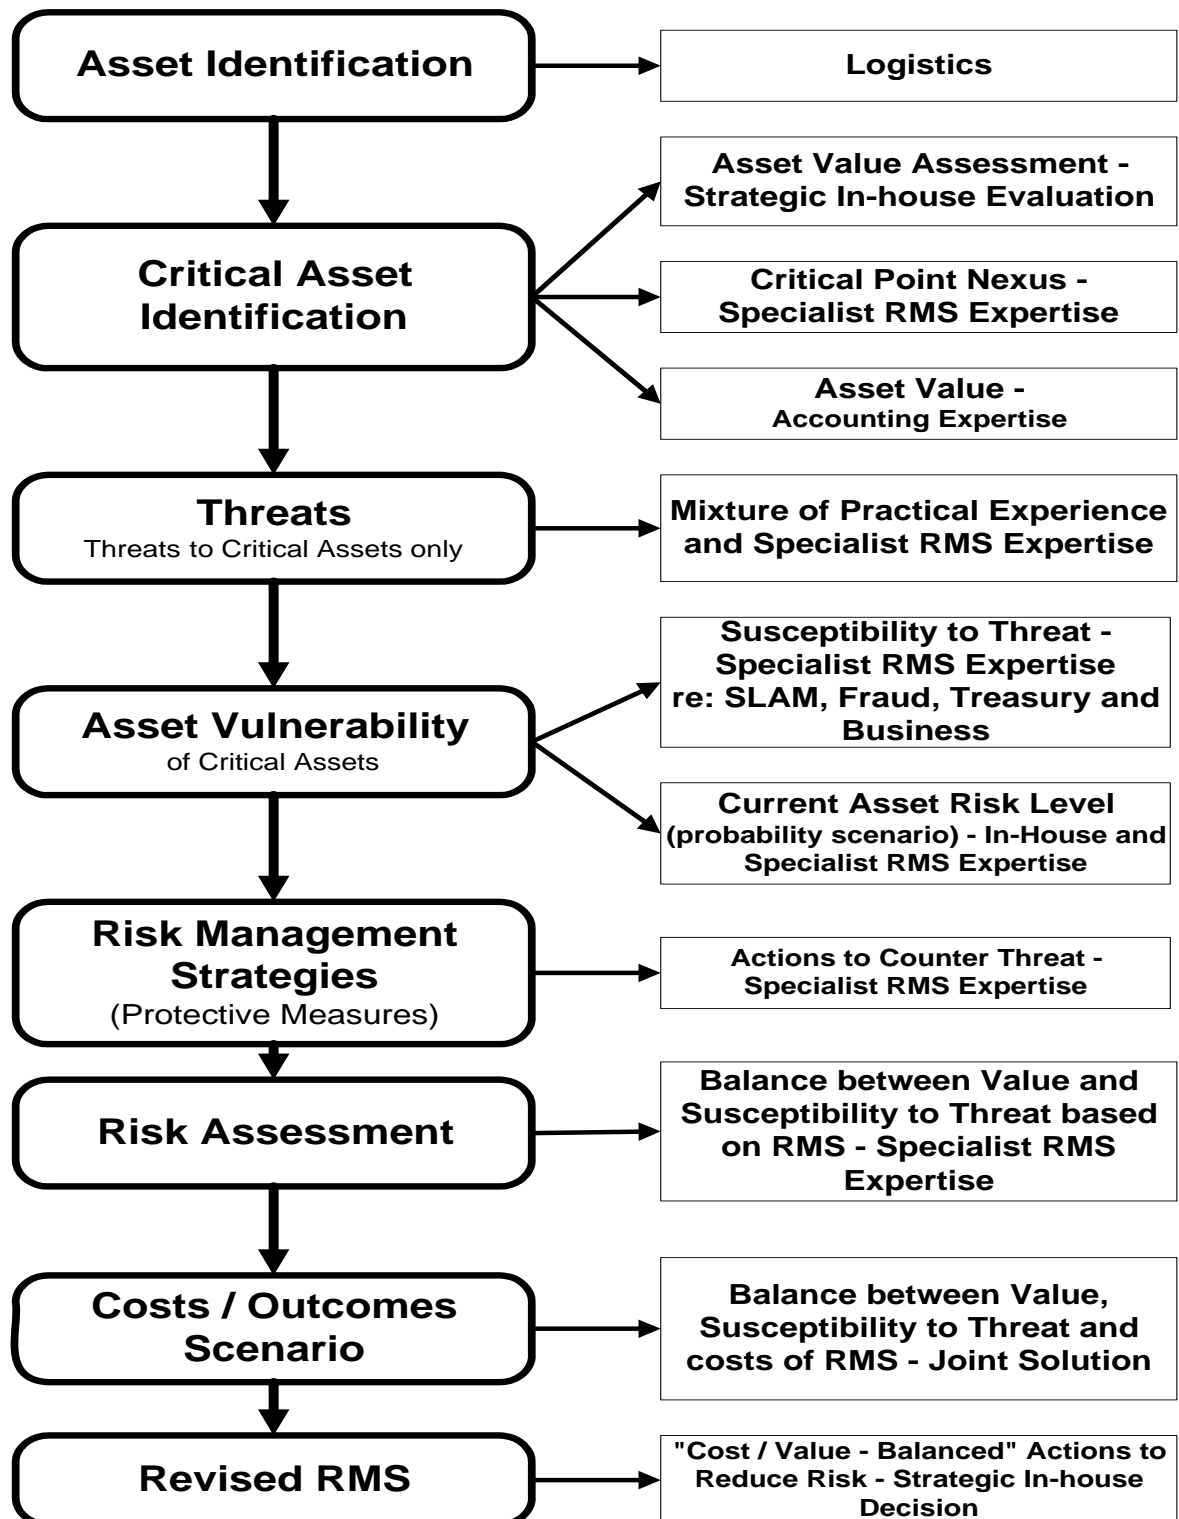 Asset Identification
Logistics
Critical Asset
Identification
Asset Value Assessment -
Strategic In-house Evaluation
Critical Point Nexus -
Specialist RMS Expertise
Asset Value -
Accounting Expertise
Threats
Threats to Critical Assets only
Mixture of Practical Experience
and Specialist RMS Expertise
Asset Vulnerability
of Critical Assets
Susceptibility to Threat -
Specialist RMS Expertise
re: SLAM, Fraud, Treasury and
Business
Current Asset Risk Level
(probability scenario) - In-House and
Specialist RMS Expertise
Risk Management
Strategies
(Protective Measures)
Actions to Counter Threat -
Specialist RMS Expertise
Risk Assessment
Balance between Value and
Susceptibility to Threat based
on RMS - Specialist RMS
Expertise
Costs / Outcomes
Scenario
Balance between Value,
Susceptibility to Threat and
costs of RMS - Joint Solution
Revised RMS
"Cost / Value - Balanced" Actions to
Reduce Risk - Strategic In-house
Decision